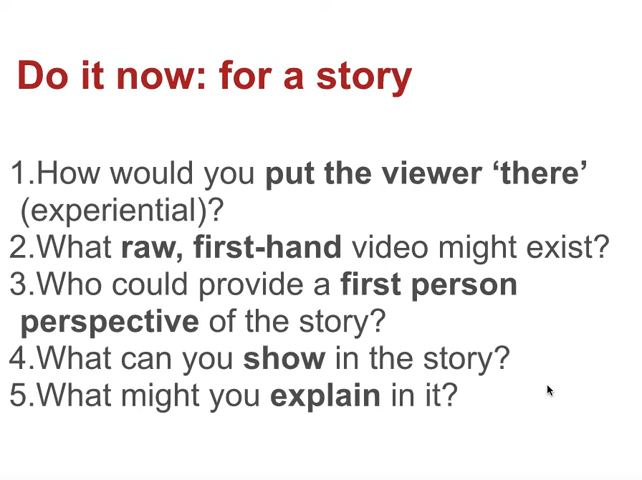 Do it now: for a story
1.How would you put the viewer ‘there’
(experiential)?
2.What raw, first-hand video might exist?
3.Who could provide a first person
perspective of the story?
4.What can you show in the story?
5.What might you explain in it?